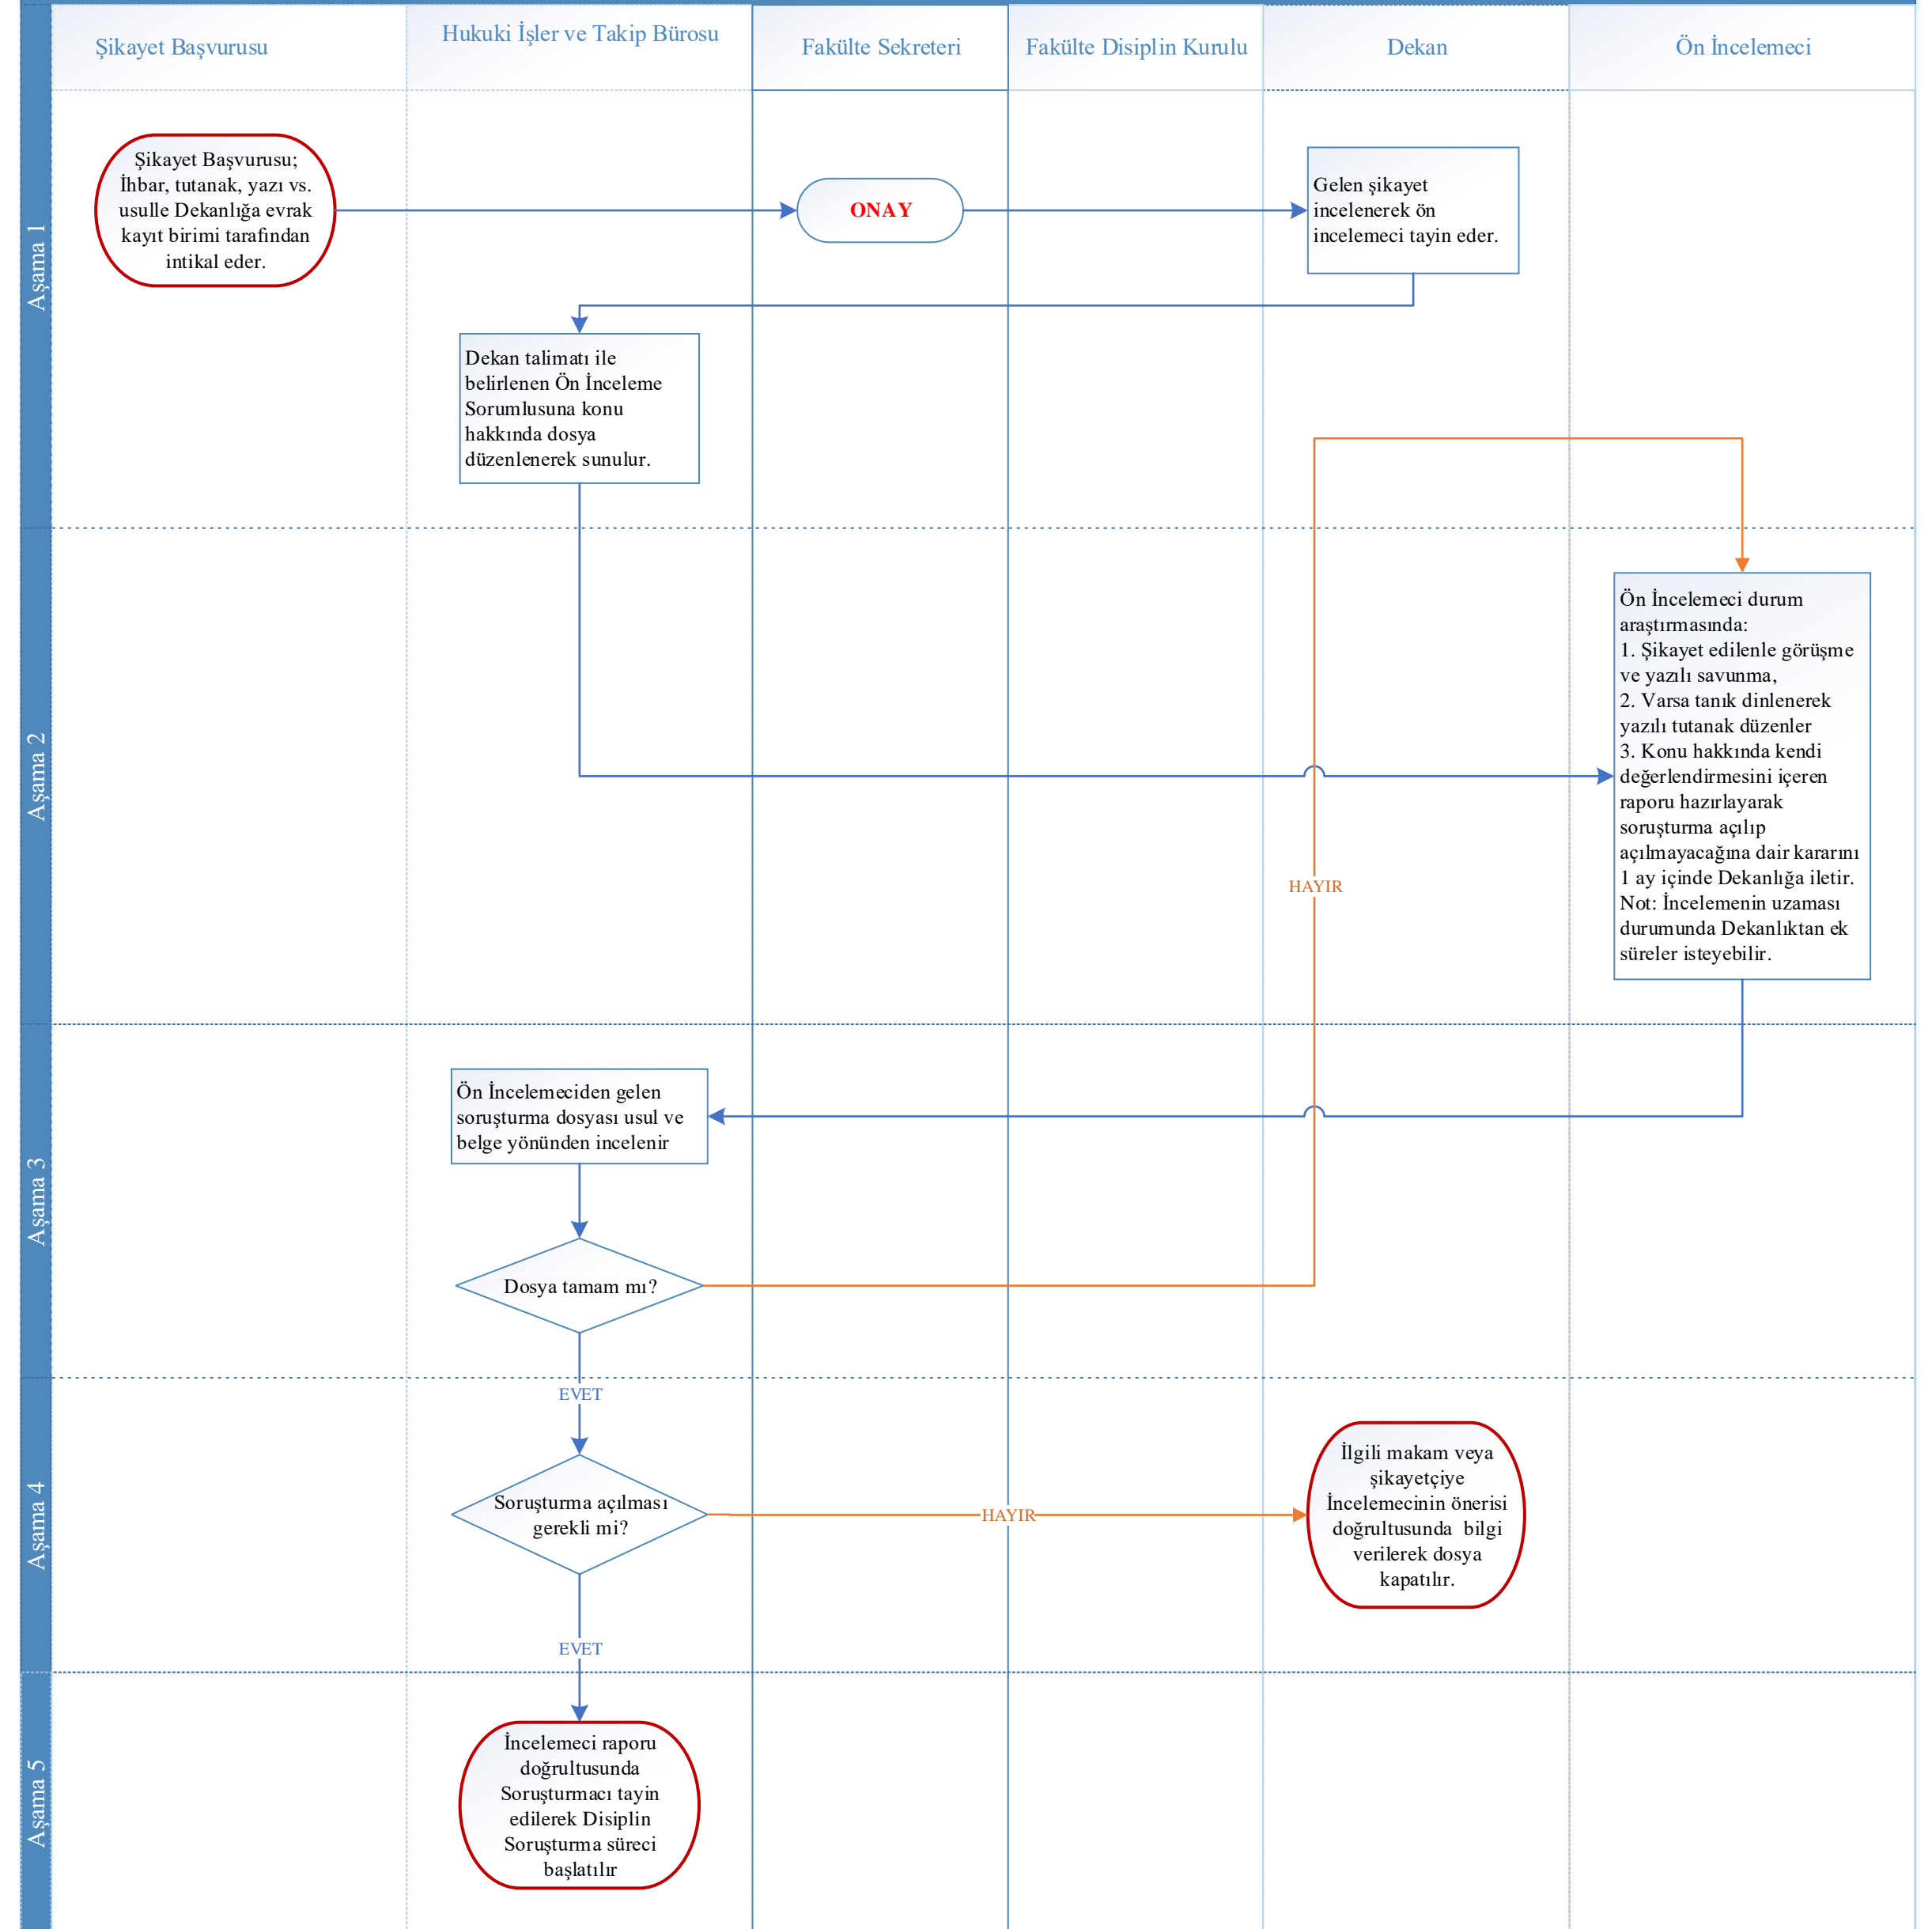 Şikayet Başvurusu
Hukuki İşler ve Takip Bürosu
Fakülte Sekreteri
Fakülte Disiplin Kurulu
Dekan
Ön İncelemeci
Aşama 1
Şikayet Başvurusu;
İhbar, tutanak, yazı vs.
usulle Dekanlığa evrak
kayıt birimi tarafından
intikal eder.
ONAY
Gelen şikayet
incelenerek ön
incelemeci tayin eder.
Dekan talimatı ile
belirlenen Ön İnceleme
Sorumlusuna konu
hakkında dosya
düzenlenerek sunulur.
Aşama 2
Ön İncelemeci durum
araştırmasında:
1. Şikayet edilenle görüşme
ve yazılı savunma,
2. Varsa tanık dinlenerek
yazılı tutanak düzenler
3. Konu hakkında kendi
değerlendirmesini içeren
raporu hazırlayarak
soruşturma açılıp
açılmayacağına dair kararını
1 ay içinde Dekanlığa iletir.
Not: İncelemenin uzaması
durumunda Dekanlıktan ek
süreler isteyebilir.
HAYIR
Aşama 3
Ön İncelemeciden gelen
soruşturma dosyası usul ve
belge yönünden incelenir
Dosya tamam mı?
EVET
Aşama 4
Soruşturma açılması
gerekli mi?
HAYIR
İlgili makam veya
şikayetçiye
İncelemecinin önerisi
doğrultusunda  bilgi
verilerek dosya
kapatılır.
EVET
Aşama 5
İncelemeci raporu
doğrultusunda
Soruşturmacı tayin
edilerek Disiplin
Soruşturma süreci
başlatılır